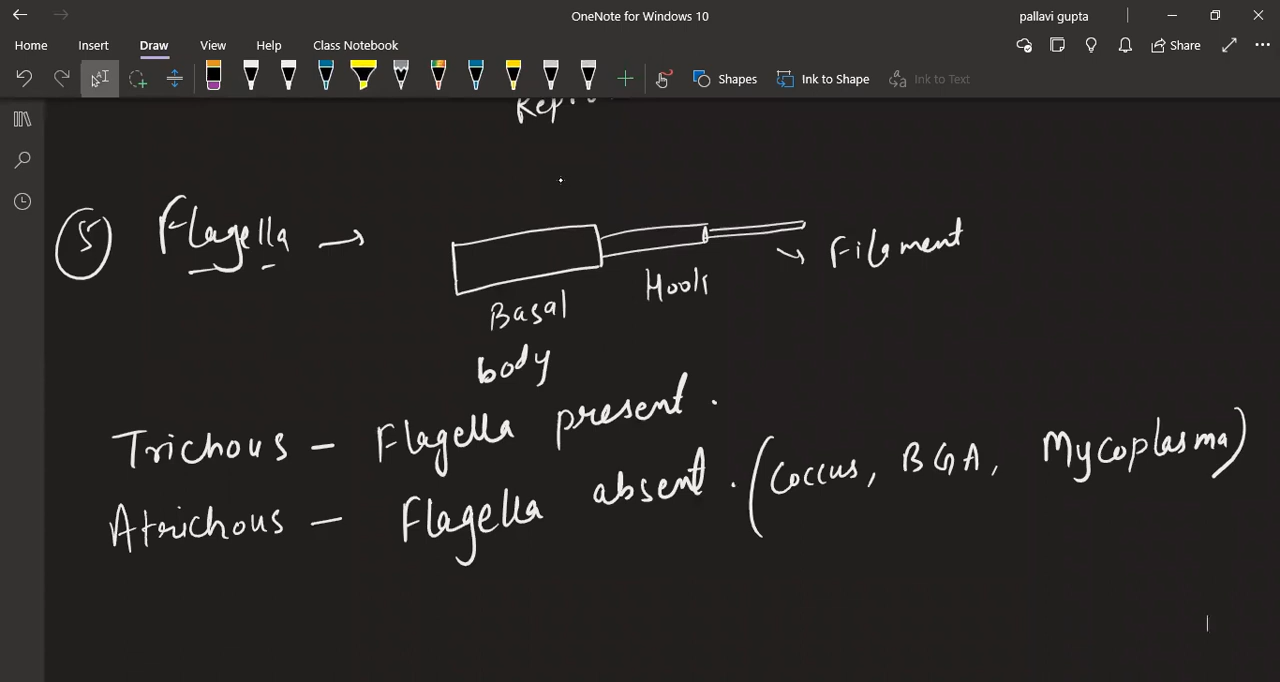 OneNote for Windows 10
pallavi gupta
Home Insert Draw View Help Class Notebook
Share
Shapes Ink to Shape Ink to Text
5 Flagella →
Filament
Hook
Basal
body
Trichous - Flagella present.
Atrichous - Flagella absent. (Coccus, BGA, Mycoplasma)